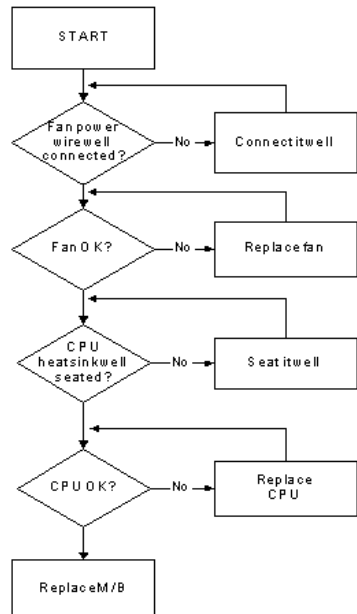 START
Fan power
wire well
connected?
No
Connect it well
Fan OK?
No
Replace fan
CPU
heatsink well
seated?
No
Seat it well
CPU OK?
No
Replace
CPU
Replace M/B